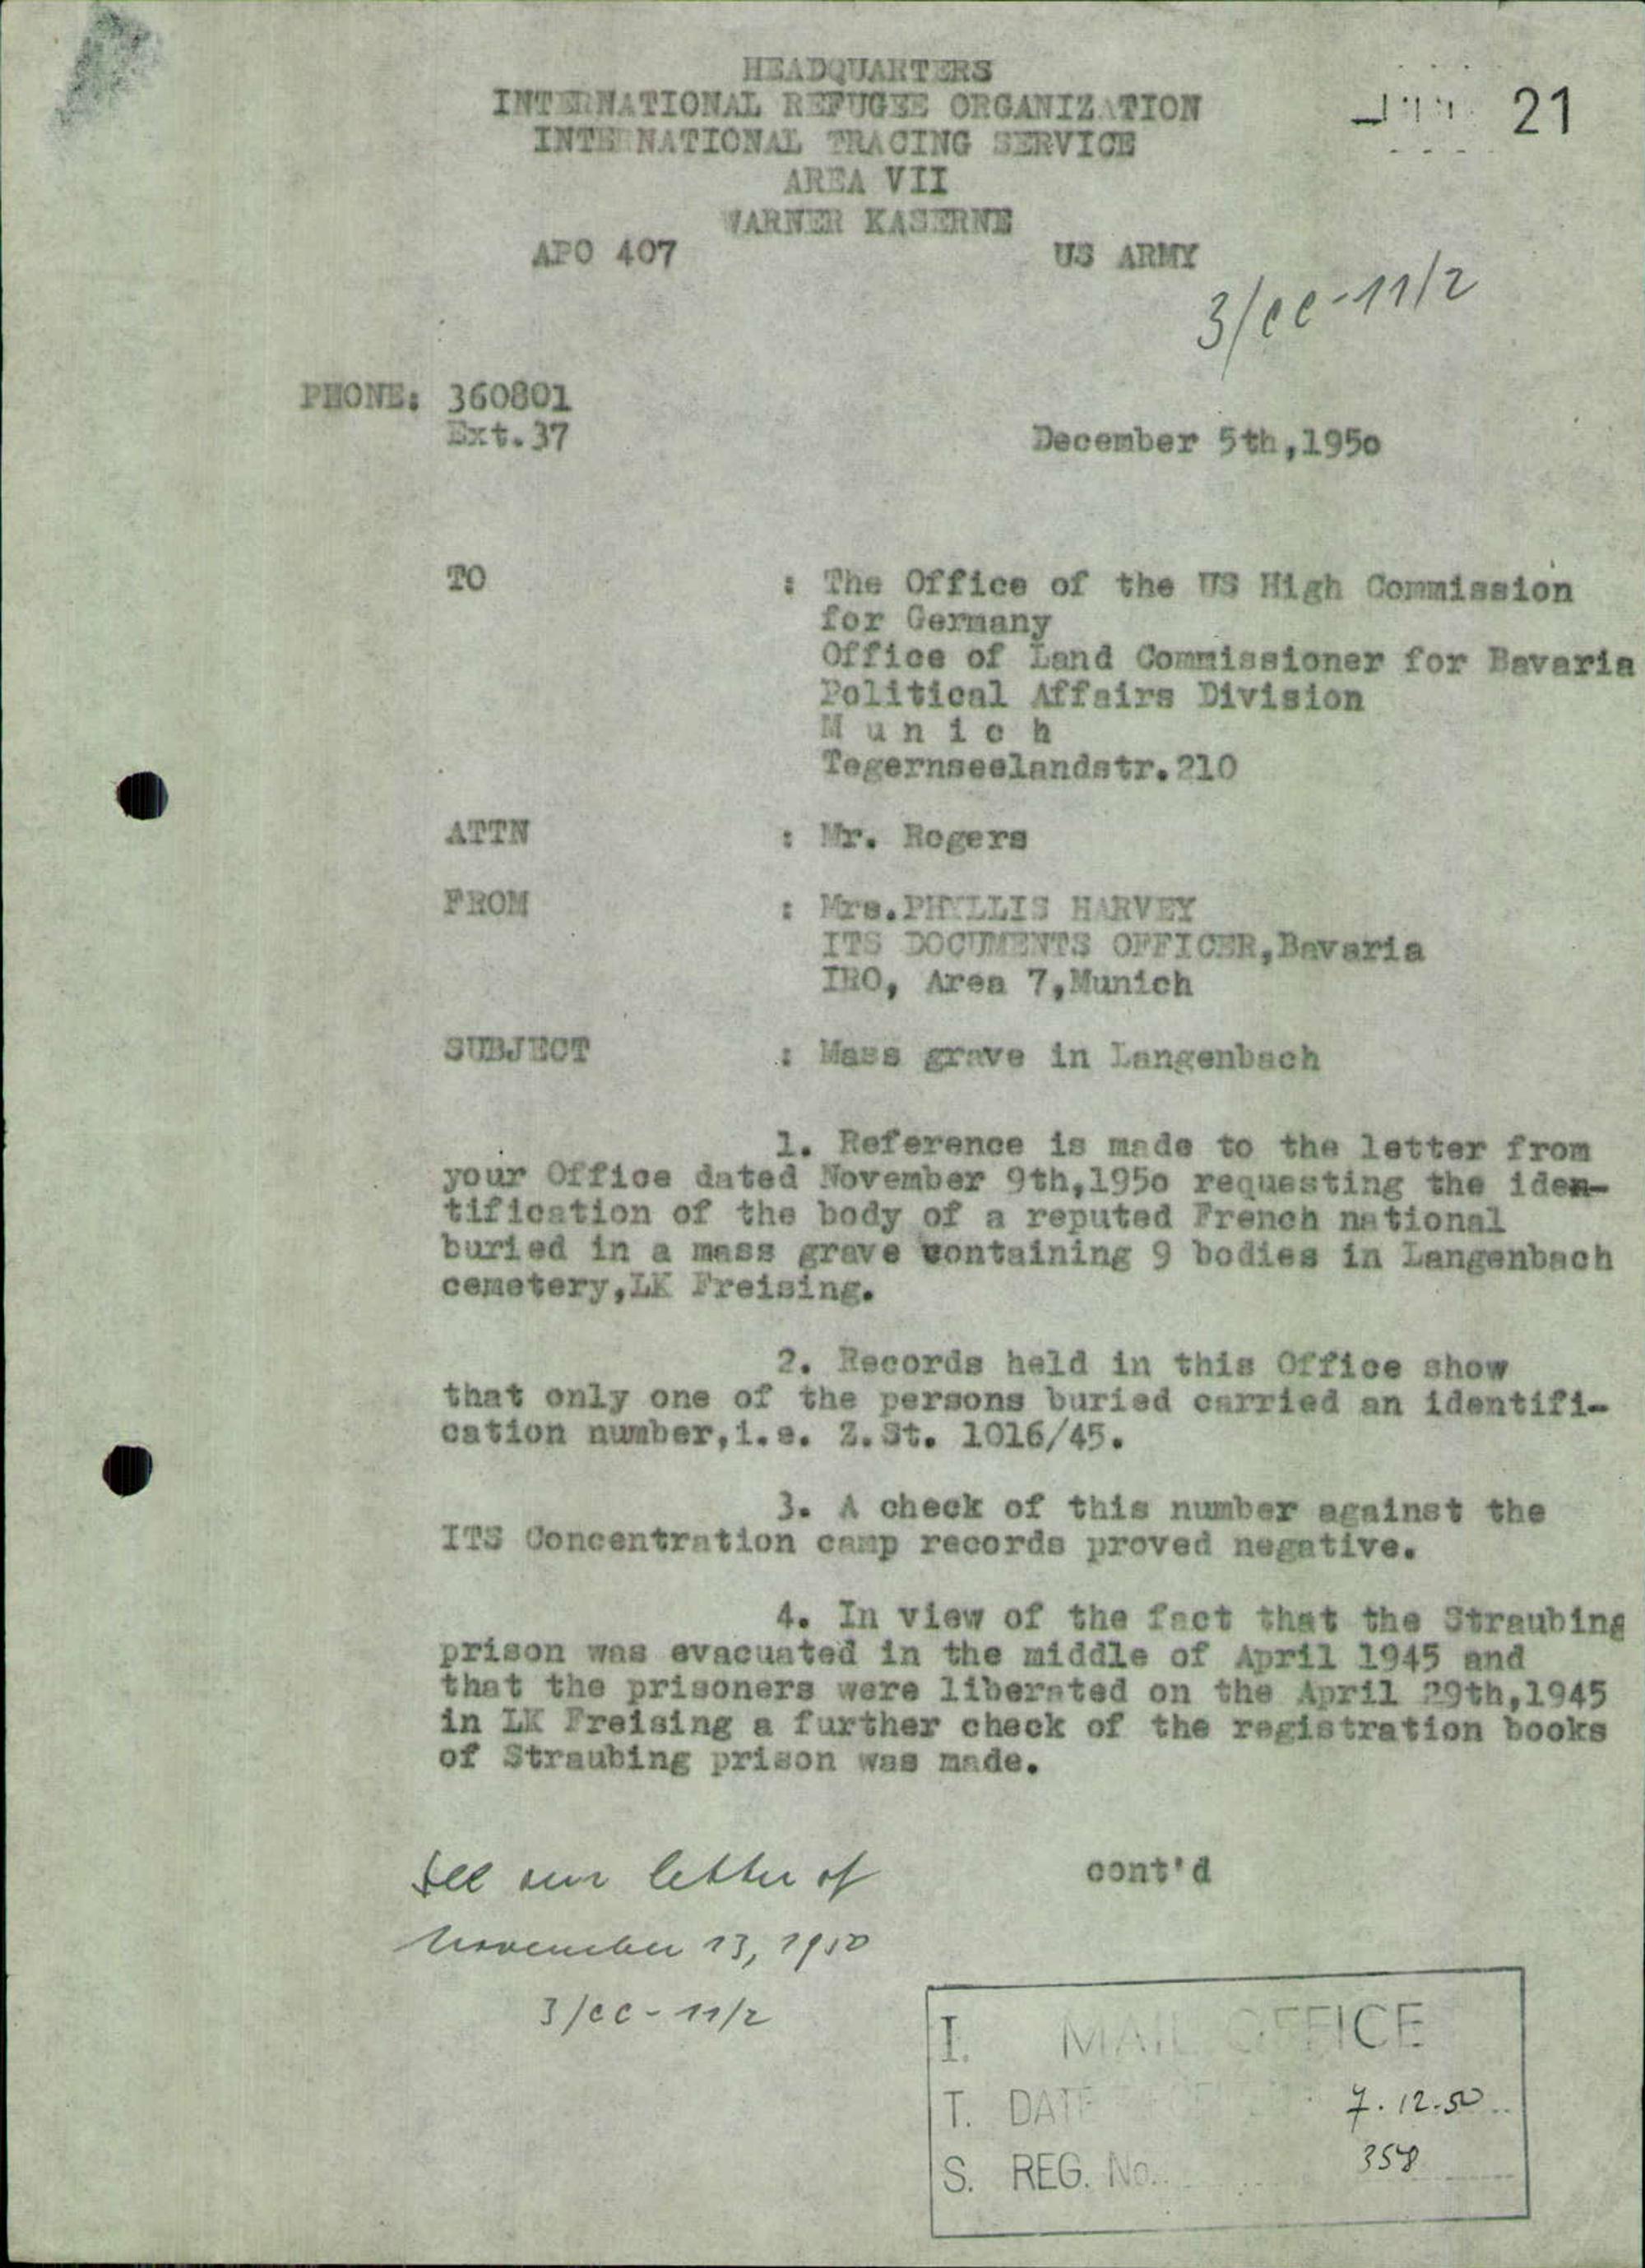 HEADQUARTERS
INTERNATIONAL REFUGEE ORGANIZATION
21
INTERNATIONAL TRACING SERVICE
AREA VII
WARNER KASERNE
APO 407 US ARMY
3/cc-11/2
PHONE: 360801
Ext.37
December 5th,195o
TO : The Office of the US High Commission
for Germany
Office of Land Commissioner for Bavaria
Political Affairs Division
M u n i c h
Tegernseelandstr.210
ATTN : Mr. Rogers
FROM : Mrs.PHYLLIS HARVEY
ITS DOCUMENTS OFFICER,Bavaria
IRO, Area 7,Munich
SUBJECT : Mass grave in Langenbach
1. Reference is made to the letter from
your Office dated November 9th,195o requesting the iden-
tification of the body of a reputed French national
buried in a mass grave containing 9 bodies in Langenbach
cemetery,LK Freising.
2. Records held in this Office show
that only one of the persons buried carried an identifi-
cation number,i.e. Z.St. 1016/45.
3. A check of this number against the
ITS Concentration camp records proved negative.
4. In view of the fact that the Straubing
prison was evacuated in the middle of April 1945 and
that the prisoners were liberated on the April 29th,1945
in LK Freising a further check of the registration books
of Straubing prison was made.
cont'd
See our letter of
November 13, 1950
3/cc-11/2
I. MAIL OFFICE
T. DATE 7.12.50
S. REG. No. 358